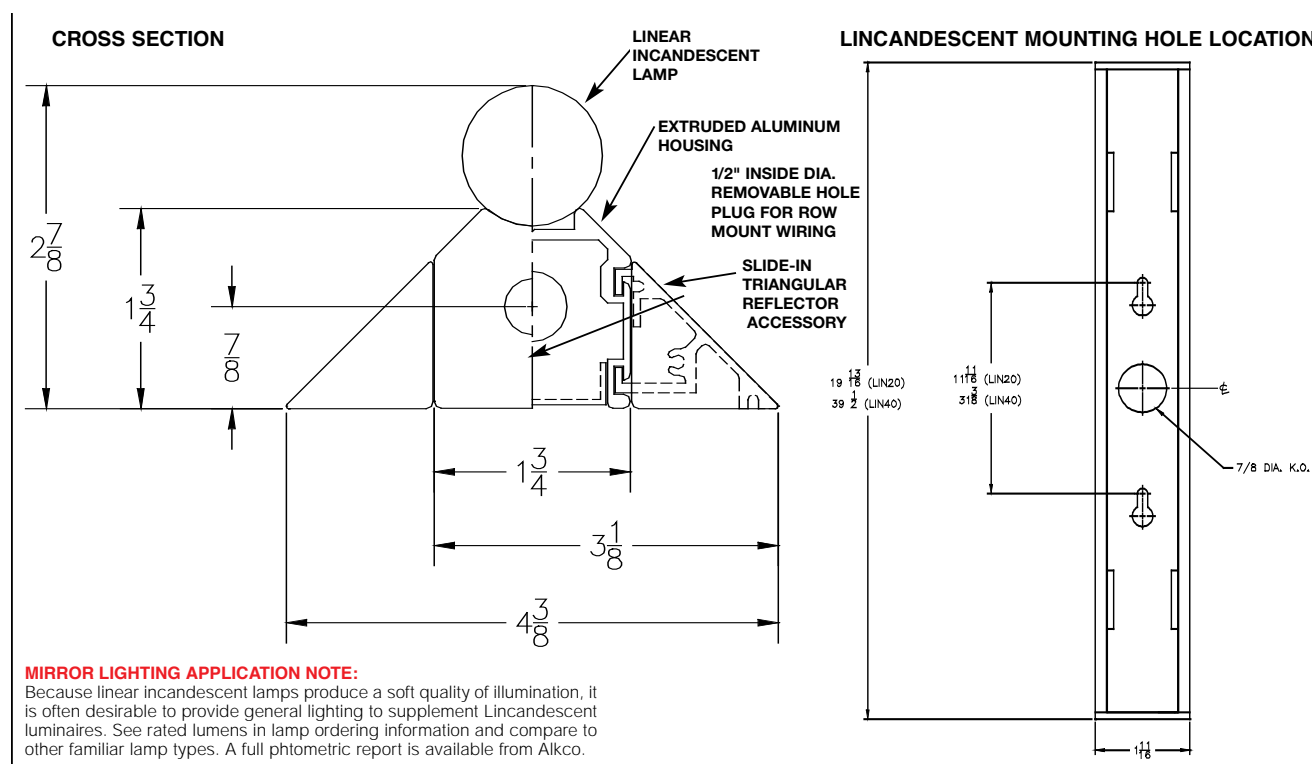 CROSS SECTION
LINEAR
INCANDESCENT
LAMP
EXTRUDED ALUMINUM
HOUSING
1/2" INSIDE DIA.
REMOVABLE HOLE
PLUG FOR ROW
MOUNT WIRING
SLIDE-IN
TRIANGULAR
REFLECTOR
ACCESSORY
2 7/8
1 3/4
7/8
1 3/4
3 1/8
4 3/8
MIRROR LIGHTING APPLICATION NOTE:
Because linear incandescent lamps produce a soft quality of illumination, it
is often desirable to provide general lighting to supplement Lincandescent
luminaires. See rated lumens in lamp ordering information and compare to
other familiar lamp types. A full phtometric report is available from Alkco.
LINCANDESCENT MOUNTING HOLE LOCATION
19 13/16 (LIN20)
39 1/2 (LIN40)
11 11/16 (LIN20)
31 3/8 (LIN40)
7/8 DIA. K.O.
1 11/16